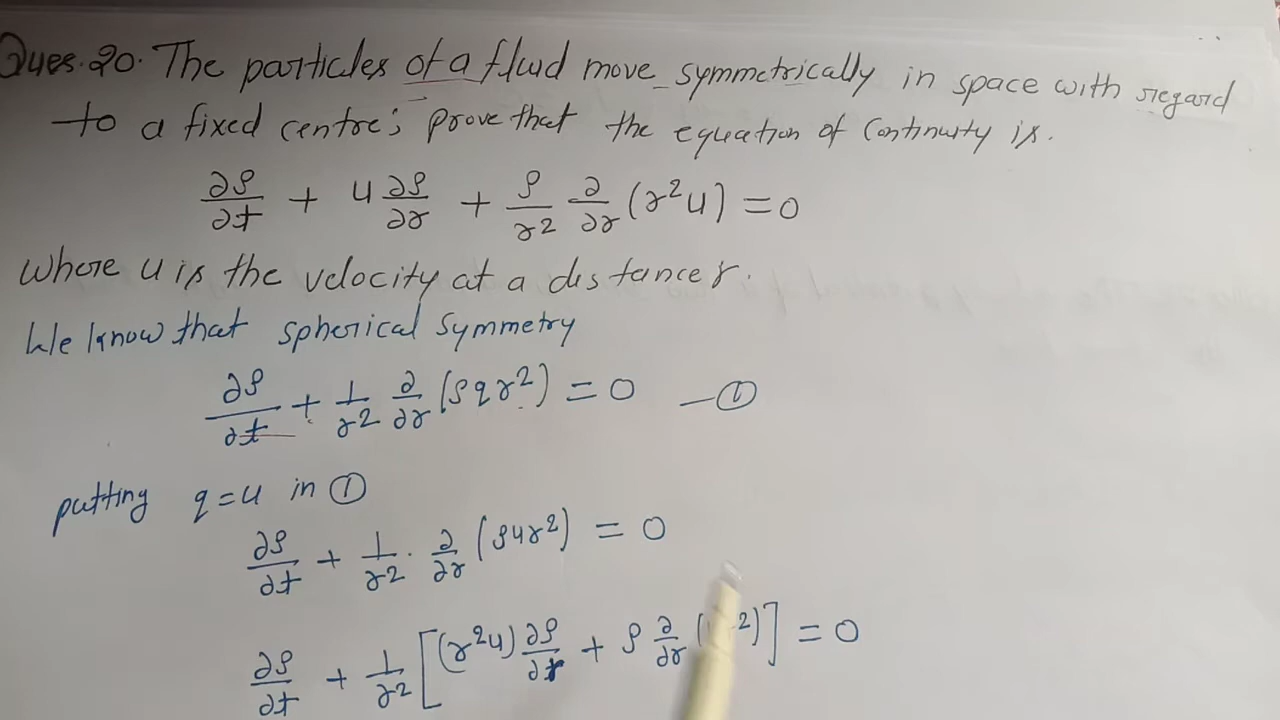 Ques.20. The particles of a fluid move symmetrically in space with regard
to a fixed centre; prove that the equation of continuity is.
∂ρ/∂t + u ∂ρ/∂r + ρ/r² ∂/∂r (r²u) = 0
Where u is the velocity at a distance r.
We know that spherical symmetry
∂ρ/∂t + 1/r² ∂/∂r (ρqr²) = 0 — ①
putting q = u in ①
∂ρ/∂t + 1/r² · ∂/∂r (ρur²) = 0
∂ρ/∂t + 1/r² [(r²u) ∂ρ/∂r + ρ ∂/∂r ( ²)] = 0